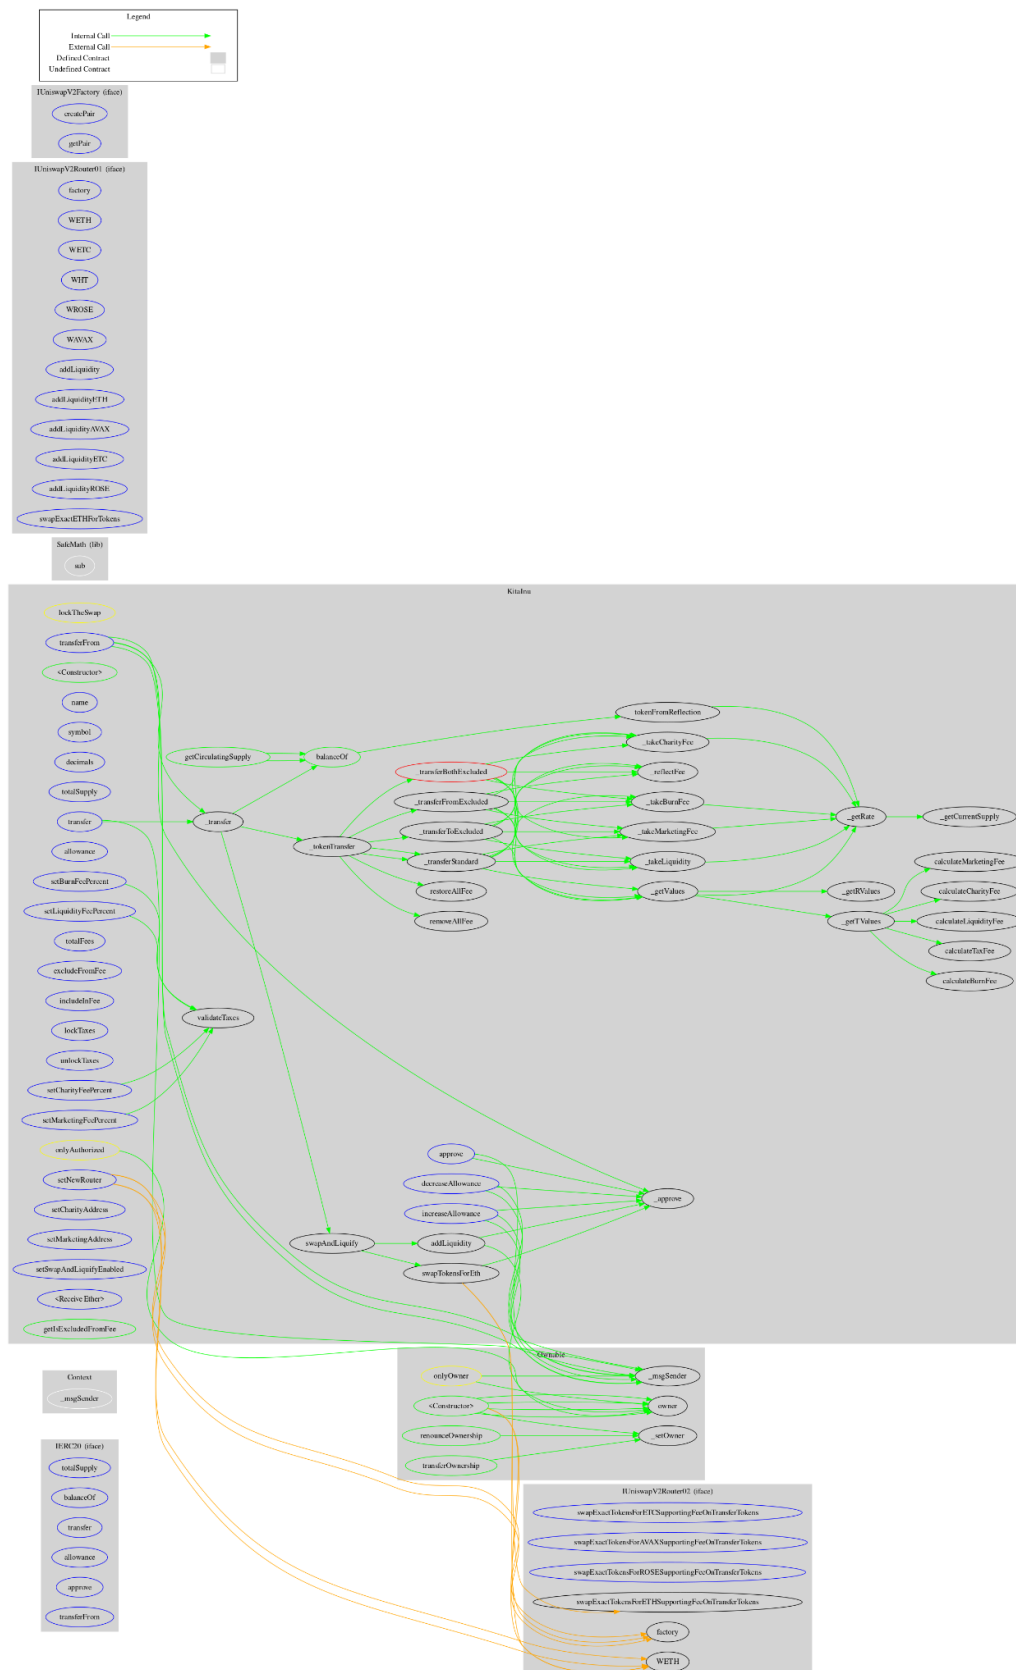 Legend
Internal Call
External Call
Defined Contract
Undefined Contract
IUniswapV2Factory (iface)
createPair
getPair
IUniswapV2Router01 (iface)
factory
WETH
WETC
WHT
WROSE
WAVAX
addLiquidity
addLiquidityETH
addLiquidityAVAX
addLiquidityETC
addLiquidityROSE
swapExactETHForTokens
SafeMath (lib)
sub
KitaInu
lockTheSwap
transferFrom
<Constructor>
name
symbol
decimals
totalSupply
transfer
allowance
setBurnFeePercent
setLiquidityFeePercent
totalFees
excludeFromFee
includeInFee
lockTaxes
unlockTaxes
setCharityFeePercent
setMarketingFeePercent
onlyAuthorized
setNewRouter
setCharityAddress
setMarketingAddress
setSwapAndLiquifyEnabled
<Receive Ether>
getIsExcludedFromFee
getCirculatingSupply
_transfer
validateTaxes
balanceOf
_tokenTransfer
swapAndLiquify
_transferBothExcluded
_transferFromExcluded
_transferToExcluded
_transferStandard
restoreAllFee
removeAllFee
approve
decreaseAllowance
increaseAllowance
addLiquidity
swapTokensForEth
tokenFromReflection
_takeCharityFee
_reflectFee
_takeBurnFee
_takeMarketingFee
_takeLiquidity
_getValues
_approve
_getRate
_getRValues
_getTValues
_getCurrentSupply
calculateMarketingFee
calculateCharityFee
calculateLiquidityFee
calculateTaxFee
calculateBurnFee
Ownable
onlyOwner
<Constructor>
renounceOwnership
transferOwnership
_msgSender
owner
_setOwner
Context
_msgSender
IERC20 (iface)
totalSupply
balanceOf
transfer
allowance
approve
transferFrom
IUniswapV2Router02 (iface)
swapExactTokensForETCSupportingFeeOnTransferTokens
swapExactTokensForAVAXSupportingFeeOnTransferTokens
swapExactTokensForROSESupportingFeeOnTransferTokens
swapExactTokensForETHSupportingFeeOnTransferTokens
factory
WETH